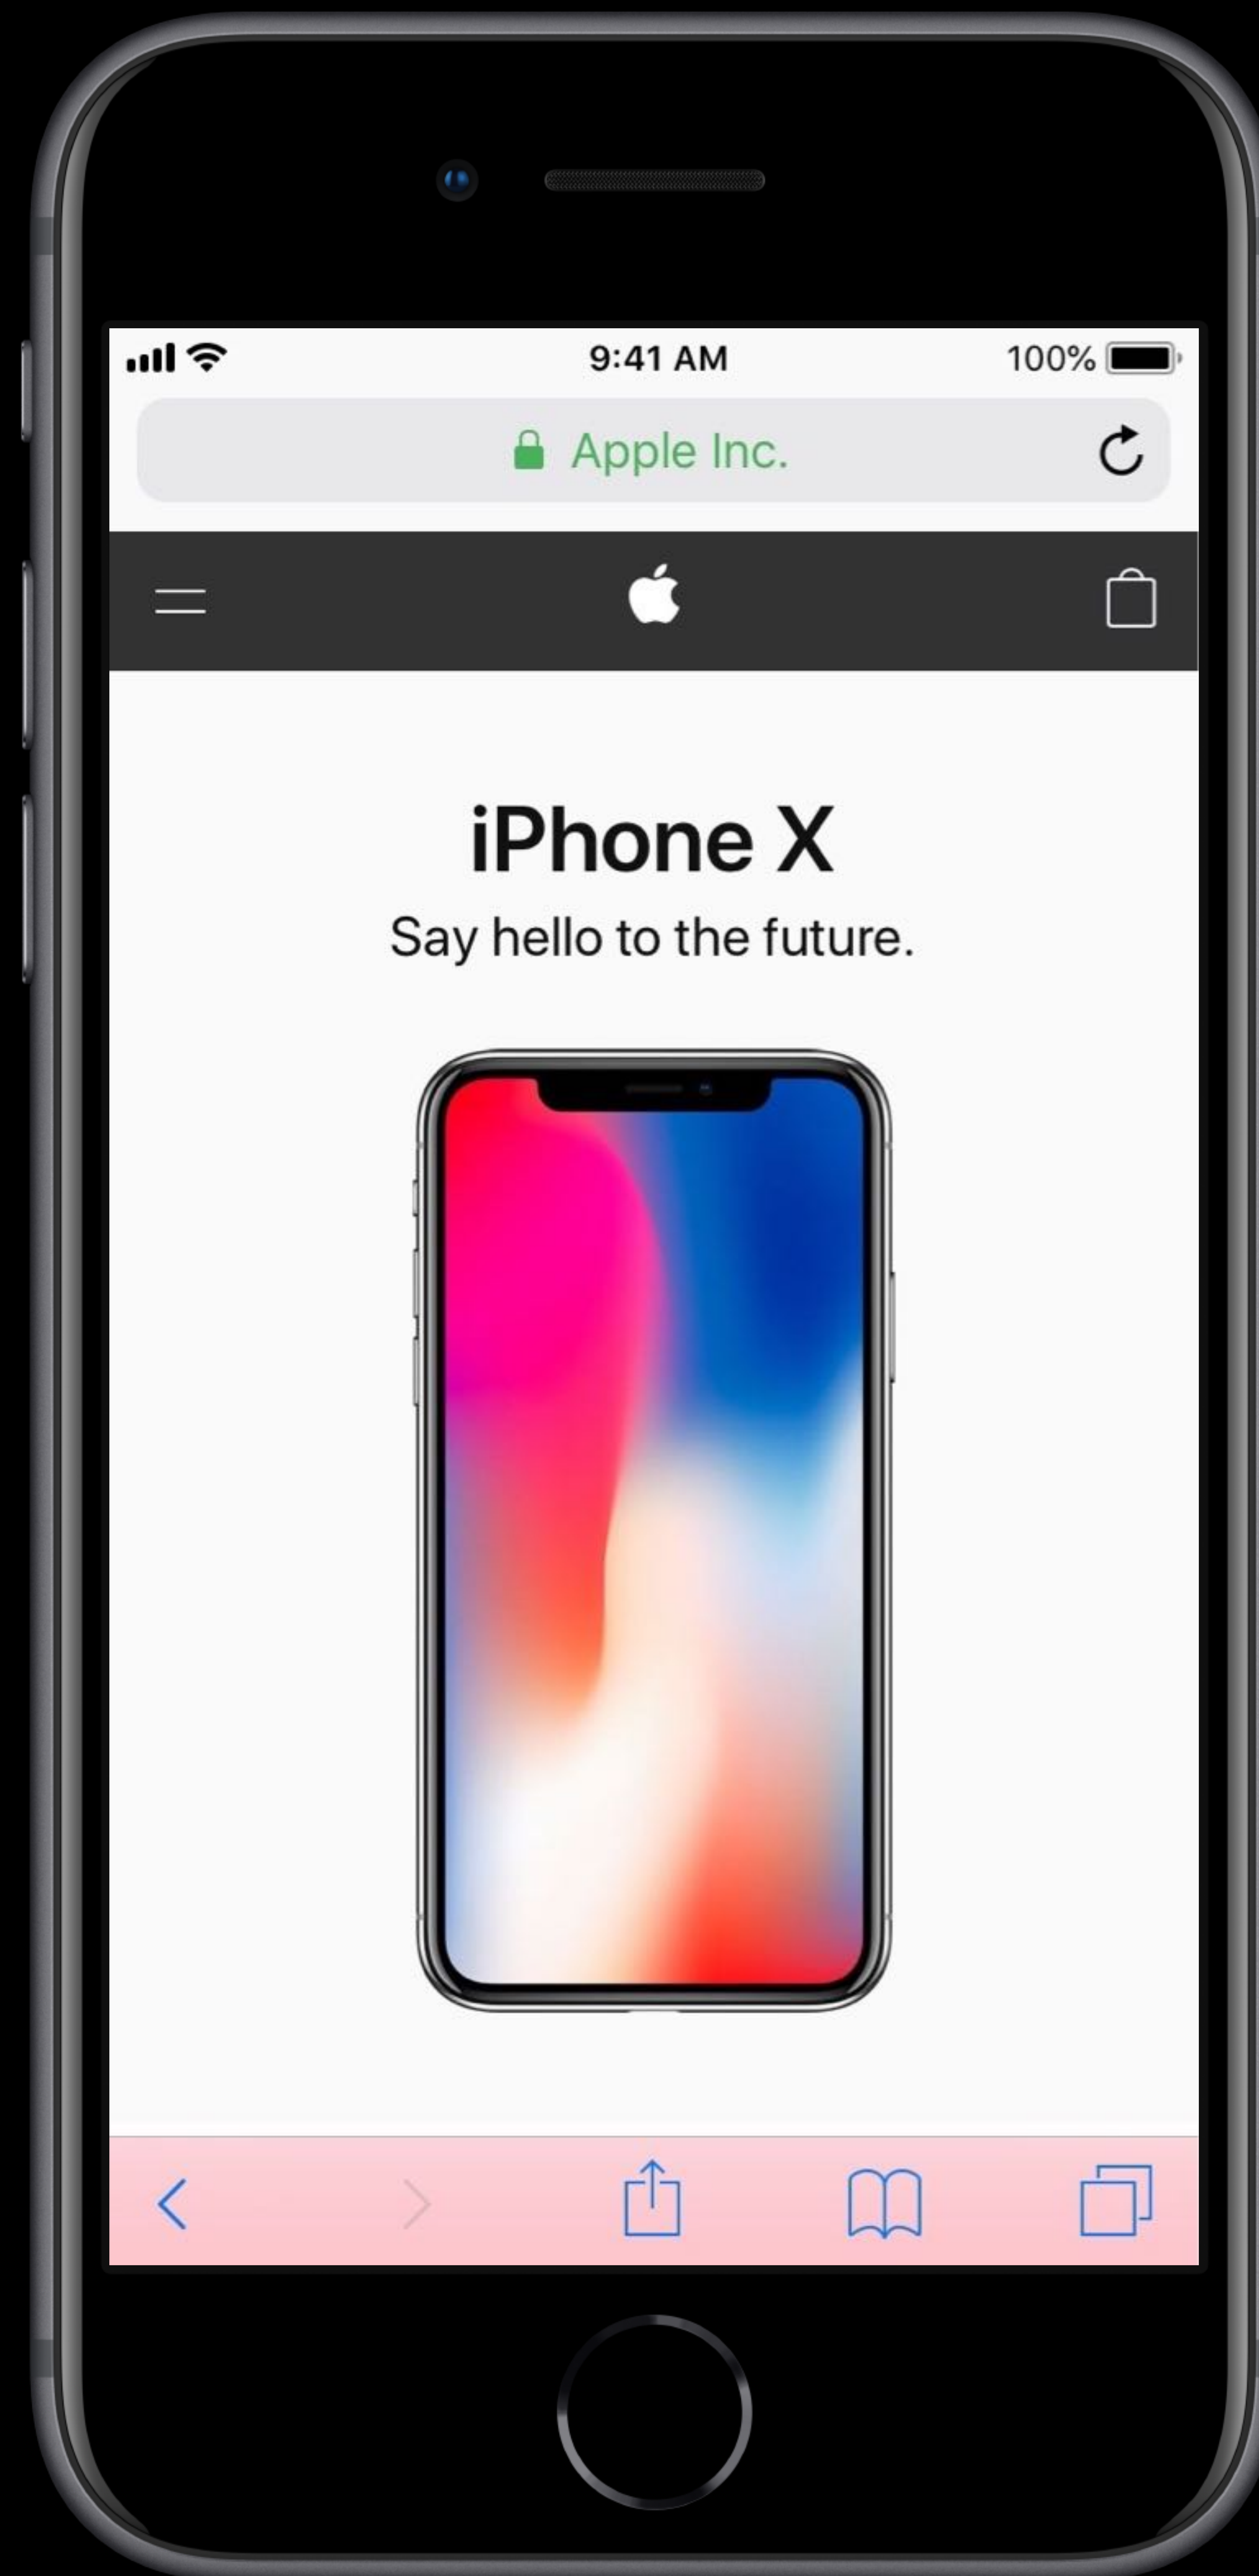 9:41 AM 100%
Apple Inc.
iPhone X
Say hello to the future.